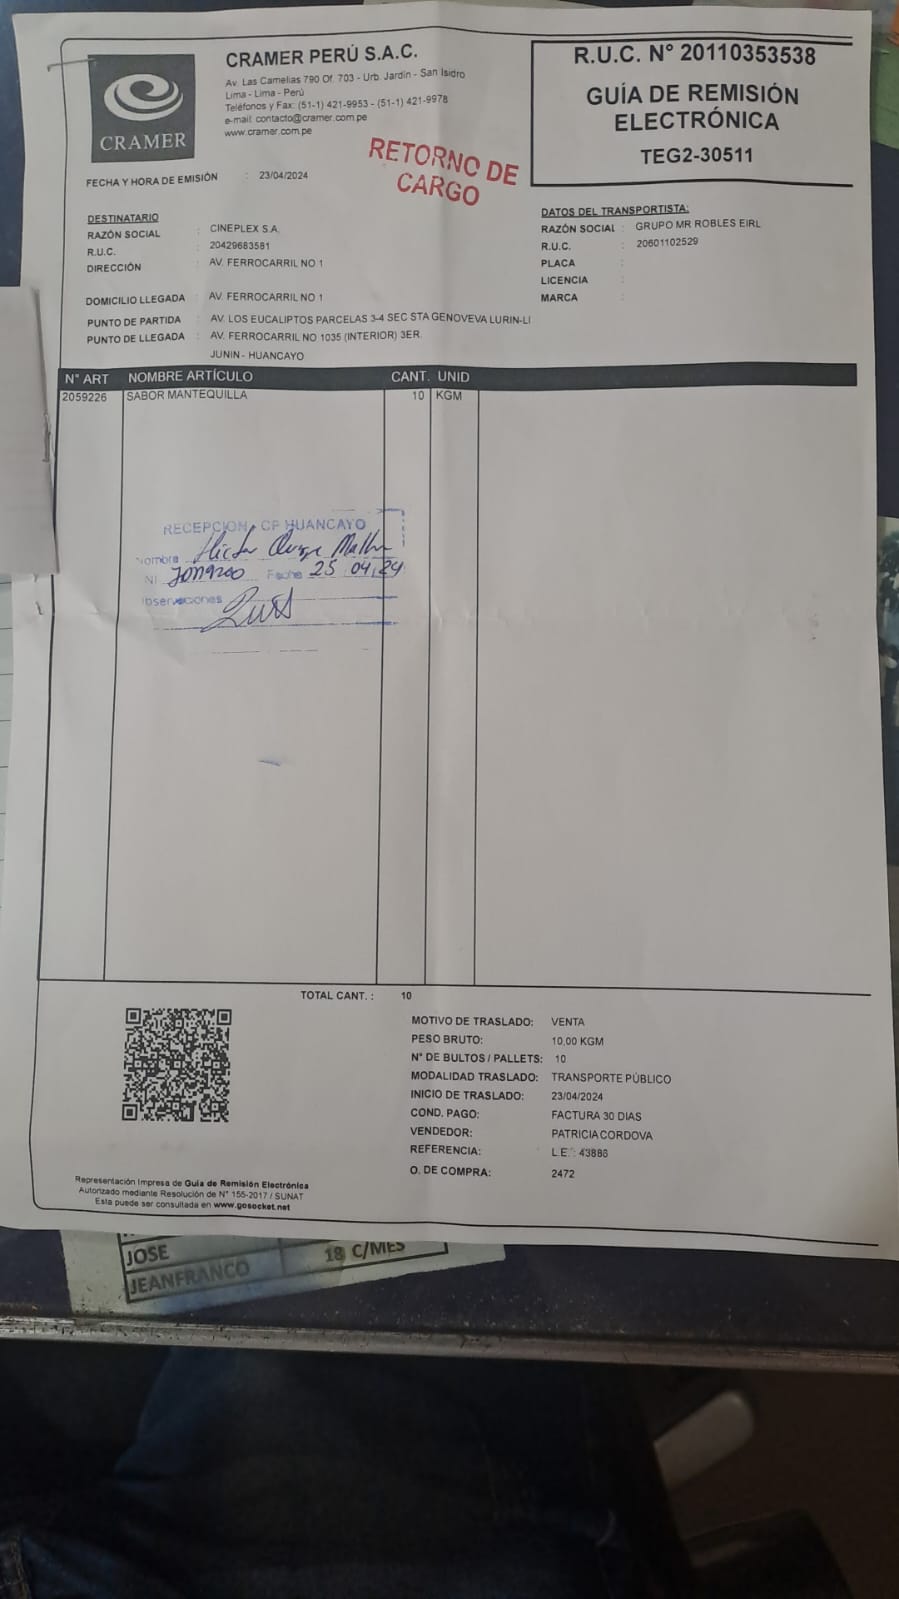 CRAMER
CRAMER PERÚ S.A.C.
Av. Las Camelias 790 Of. 703 - Urb. Jardín - San Isidro
Lima - Lima - Perú
Teléfonos y Fax: (51-1) 421-9953 - (51-1) 421-9978
e-mail: contacto@cramer.com.pe
www.cramer.com.pe
R.U.C. N° 20110353538
GUÍA DE REMISIÓN
ELECTRÓNICA
TEG2-30511
RETORNO DE
CARGO
FECHA Y HORA DE EMISIÓN : 23/04/2024
DESTINATARIO
RAZÓN SOCIAL : CINEPLEX S.A.
R.U.C. : 20429683581
DIRECCIÓN : AV. FERROCARRIL NO 1
DOMICILIO LLEGADA : AV. FERROCARRIL NO 1
PUNTO DE PARTIDA : AV. LOS EUCALIPTOS PARCELAS 3-4 SEC STA GENOVEVA LURIN-LI
PUNTO DE LLEGADA : AV. FERROCARRIL NO 1035 (INTERIOR) 3ER.
JUNIN - HUANCAYO
DATOS DEL TRANSPORTISTA:
RAZÓN SOCIAL : GRUPO MR ROBLES EIRL
R.U.C. : 20601102529
PLACA :
LICENCIA :
MARCA :
N° ART NOMBRE ARTÍCULO CANT. UNID
2059226 SABOR MANTEQUILLA 10 KGM
RECEPCION CP HUANCAYO
ombre
NI Fecha 25 04 24
bservaciones
TOTAL CANT. : 10
MOTIVO DE TRASLADO: VENTA
PESO BRUTO: 10,00 KGM
N° DE BULTOS / PALLETS: 10
MODALIDAD TRASLADO: TRANSPORTE PÚBLICO
INICIO DE TRASLADO: 23/04/2024
COND. PAGO: FACTURA 30 DIAS
VENDEDOR: PATRICIA CORDOVA
REFERENCIA: L.E.: 43886
O. DE COMPRA: 2472
Representación Impresa de Guía de Remisión Electrónica
Autorizado mediante Resolución de N° 155-2017 / SUNAT
Esta puede ser consultada en www.gosocket.net
JOSE 18 C/MES
JEANFRANCO